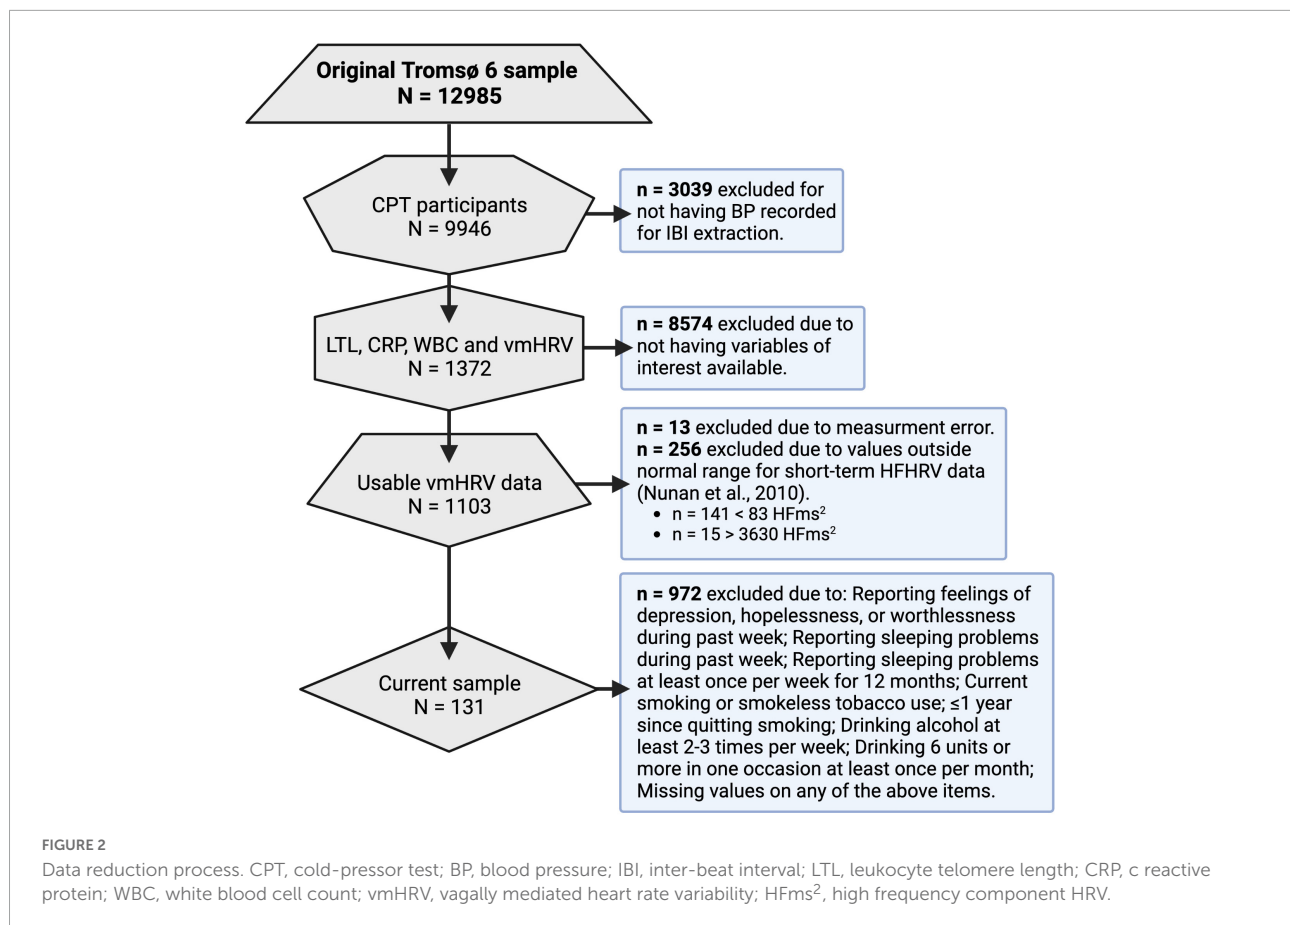 Original Tromsø 6 sample
N = 12985
CPT participants
N = 9946
n = 3039 excluded for
not having BP recorded
for IBI extraction.
LTL, CRP, WBC and vmHRV
N = 1372
n = 8574 excluded due to
not having variables of
interest available.
Usable vmHRV data
N = 1103
n = 13 excluded due to measurment error.
n = 256 excluded due to values outside
normal range for short-term HFHRV data
(Nunan et al., 2010).
• n = 141 < 83 HFms²
• n = 15 > 3630 HFms²
Current sample
N = 131
n = 972 excluded due to: Reporting feelings of
depression, hopelessness, or worthlessness
during past week; Reporting sleeping problems
during past week; Reporting sleeping problems
at least once per week for 12 months; Current
smoking or smokeless tobacco use; ≤1 year
since quitting smoking; Drinking alcohol at
least 2-3 times per week; Drinking 6 units or
more in one occasion at least once per month;
Missing values on any of the above items.
FIGURE 2
Data reduction process. CPT, cold-pressor test; BP, blood pressure; IBI, inter-beat interval; LTL, leukocyte telomere length; CRP, c reactive
protein; WBC, white blood cell count; vmHRV, vagally mediated heart rate variability; HFms², high frequency component HRV.